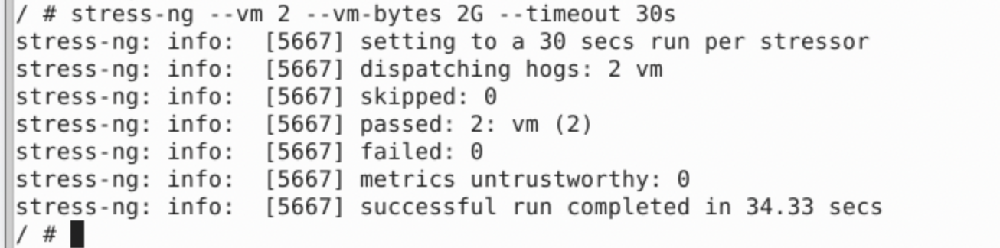 / # stress-ng --vm 2 --vm-bytes 2G --timeout 30s
stress-ng: info:  [5667] setting to a 30 secs run per stressor
stress-ng: info:  [5667] dispatching hogs: 2 vm
stress-ng: info:  [5667] skipped: 0
stress-ng: info:  [5667] passed: 2: vm (2)
stress-ng: info:  [5667] failed: 0
stress-ng: info:  [5667] metrics untrustworthy: 0
stress-ng: info:  [5667] successful run completed in 34.33 secs
/ #